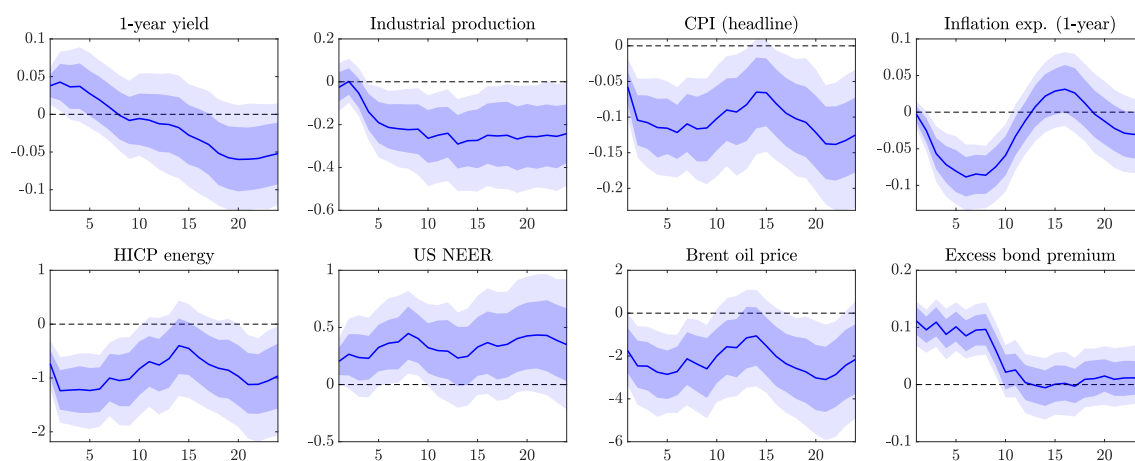 1-year yield
0.1
0.05
0
-0.05
-0.1
5 10 15 20
Industrial production
0.2
0
-0.2
-0.4
-0.6
5 10 15 20
CPI (headline)
0
-0.05
-0.1
-0.15
-0.2
5 10 15 20
Inflation exp. (1-year)
0.1
0.05
0
-0.05
-0.1
5 10 15 20
HICP energy
1
0
-1
-2
5 10 15 20
US NEER
1
0.5
0
-0.5
5 10 15 20
Brent oil price
2
0
-2
-4
-6
5 10 15 20
Excess bond premium
0.2
0.1
0
-0.1
5 10 15 20